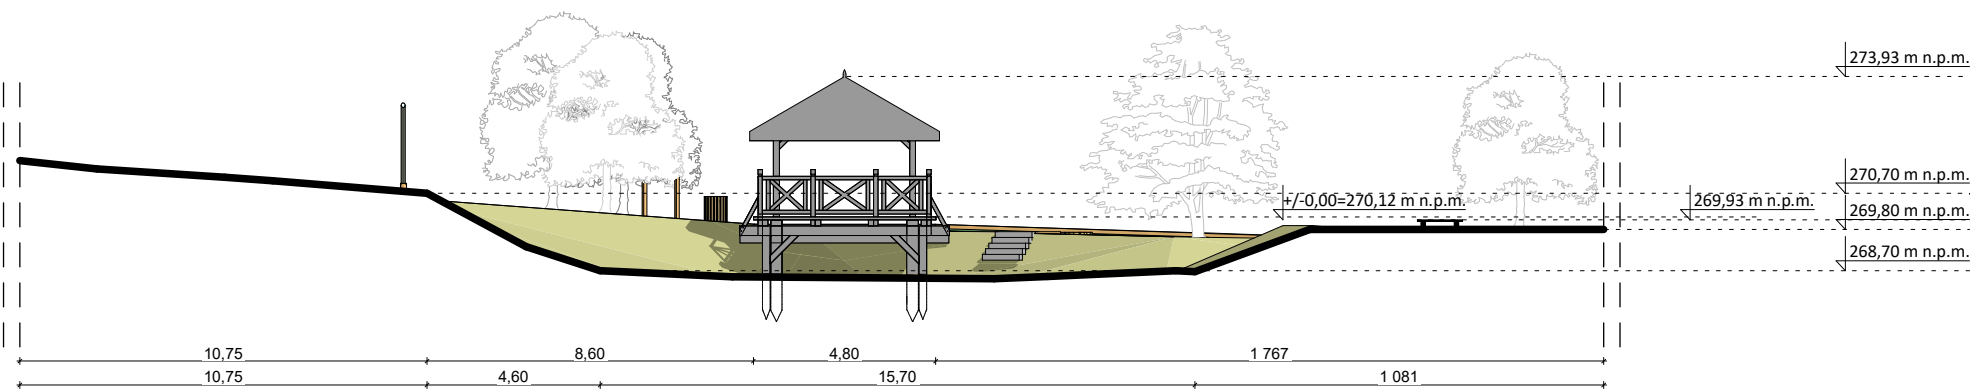 273,93 m n.p.m.
270,70 m n.p.m.
+/-0,00=270,12 m n.p.m.
269,93 m n.p.m.
269,80 m n.p.m.
268,70 m n.p.m.
10,75 8,60 4,80 1 767
10,75 4,60 15,70 1 081